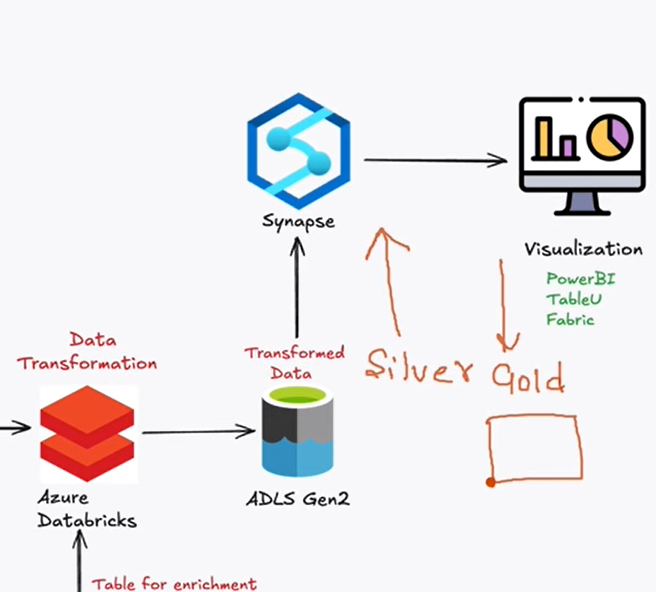 Synapse
Visualization
PowerBI
TableU
Fabric
Data
Transformation
Transformed
Data
Silver Gold
Azure
Databricks
ADLS Gen2
Table for enrichment